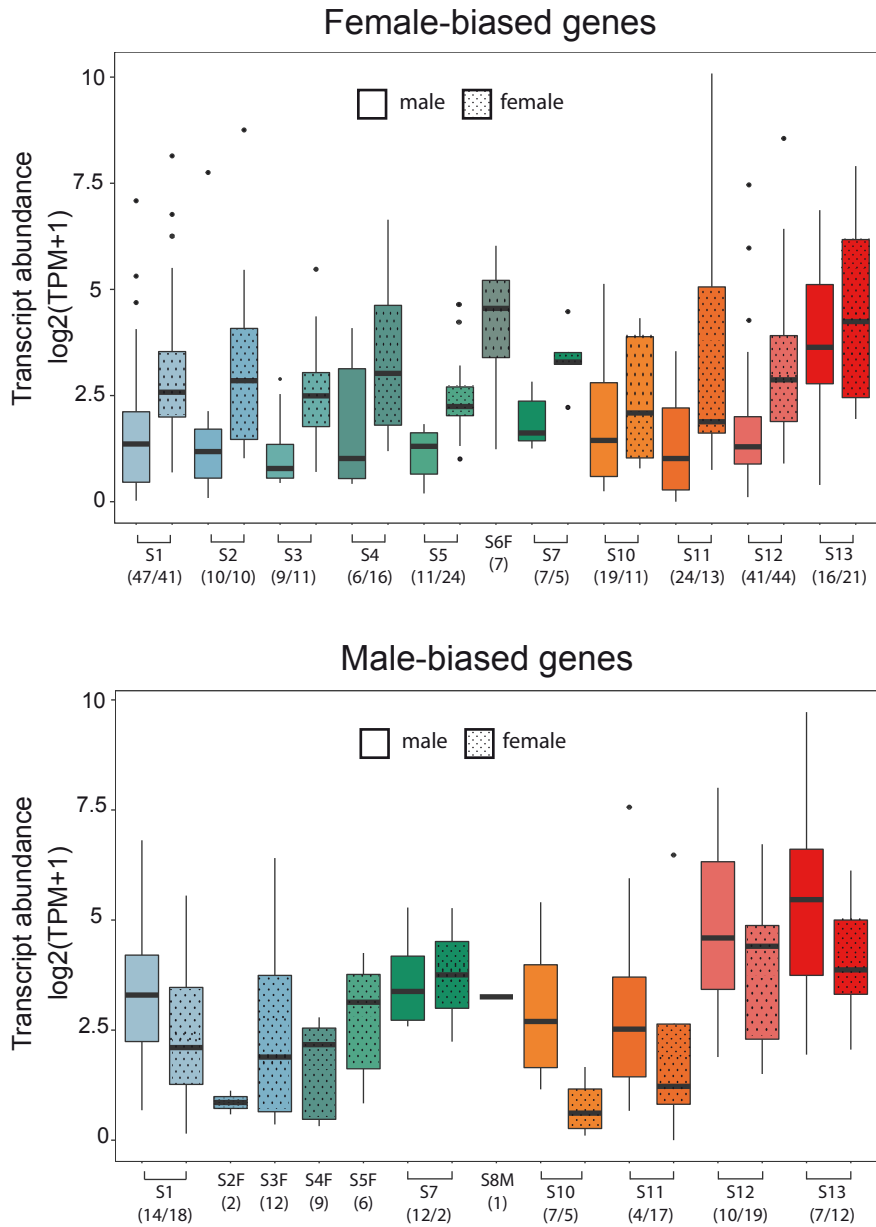 Female-biased genes
male female
Transcript abundance
log2(TPM+1)
10
7.5
5
2.5
0
S1 S2 S3 S4 S5 S6F S7 S10 S11 S12 S13
(47/41) (10/10) (9/11) (6/16) (11/24) (7) (7/5) (19/11) (24/13) (41/44) (16/21)
Male-biased genes
male female
Transcript abundance
log2(TPM+1)
10
7.5
5
2.5
0
S1 S2F S3F S4F S5F S7 S8M S10 S11 S12 S13
(14/18) (2) (12) (9) (6) (12/2) (1) (7/5) (4/17) (10/19) (7/12)